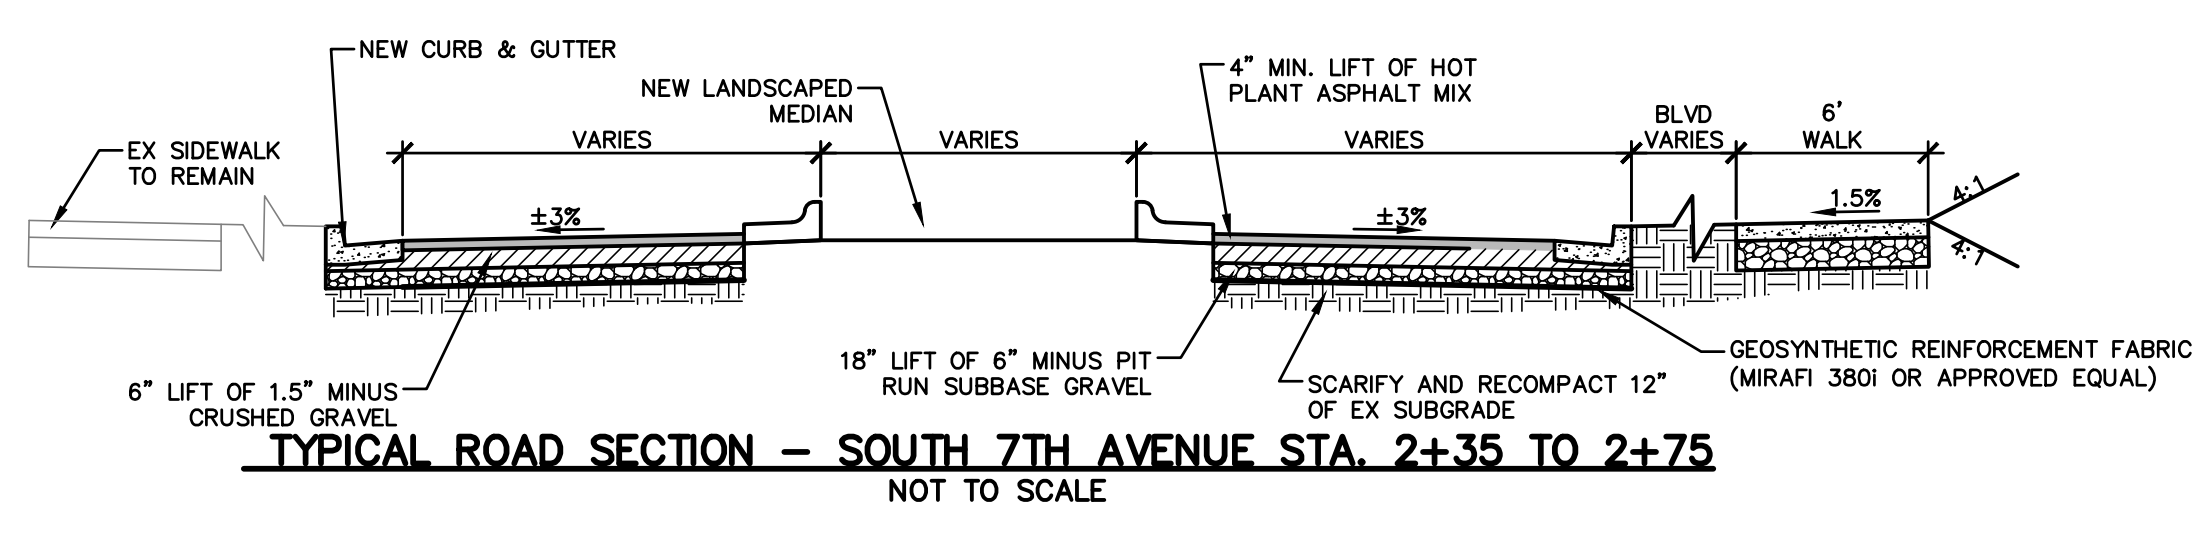 NEW CURB & GUTTER
NEW LANDSCAPED
MEDIAN
4" MIN. LIFT OF HOT
PLANT ASPHALT MIX
EX SIDEWALK
TO REMAIN
VARIES
VARIES
VARIES
BLVD
VARIES
6'
WALK
±3%
±3%
1.5%
4:1
4:1
6" LIFT OF 1.5" MINUS
CRUSHED GRAVEL
18" LIFT OF 6" MINUS PIT
RUN SUBBASE GRAVEL
SCARIFY AND RECOMPACT 12"
OF EX SUBGRADE
GEOSYNTHETIC REINFORCEMENT FABRIC
(MIRAFI 380i OR APPROVED EQUAL)
TYPICAL ROAD SECTION - SOUTH 7TH AVENUE STA. 2+35 TO 2+75
NOT TO SCALE